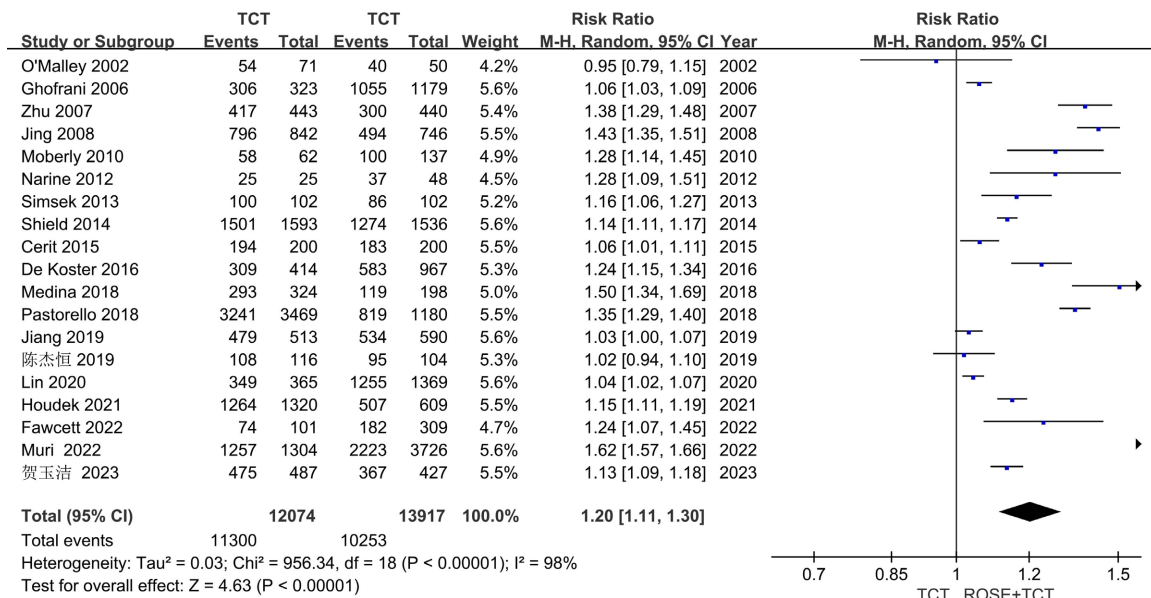 TCT TCT Risk Ratio Risk Ratio
Study or Subgroup Events Total Events Total Weight M-H, Random, 95% CI Year M-H, Random, 95% CI
O'Malley 2002 54 71 40 50 4.2% 0.95 [0.79, 1.15] 2002
Ghofrani 2006 306 323 1055 1179 5.6% 1.06 [1.03, 1.09] 2006
Zhu 2007 417 443 300 440 5.4% 1.38 [1.29, 1.48] 2007
Jing 2008 796 842 494 746 5.4% 1.43 [1.35, 1.51] 2008
Moberly 2010 58 62 100 137 4.9% 1.28 [1.14, 1.45] 2010
Narine 2012 25 25 37 48 4.5% 1.28 [1.09, 1.51] 2012
Simsek 2013 100 102 86 102 5.2% 1.16 [1.06, 1.27] 2013
Shield 2014 1501 1593 1274 1536 5.6% 1.14 [1.11, 1.17] 2014
Cerit 2015 194 200 183 200 5.5% 1.06 [1.01, 1.11] 2015
De Koster 2016 309 414 583 967 5.3% 1.24 [1.15, 1.34] 2016
Medina 2018 293 324 119 198 5.0% 1.50 [1.34, 1.69] 2018
Pastorello 2018 3241 3469 819 1180 5.5% 1.35 [1.29, 1.40] 2018
Jiang 2019 479 513 534 590 5.5% 1.03 [1.00, 1.07] 2019
陈杰恒 2019 108 116 95 104 5.3% 1.02 [0.94, 1.10] 2019
Lin 2020 349 365 1255 1369 5.6% 1.04 [1.02, 1.07] 2020
Houdek 2021 1264 1320 507 609 5.5% 1.15 [1.11, 1.19] 2021
Fawcett 2022 74 101 182 309 4.7% 1.24 [1.07, 1.45] 2022
Muri 2022 1257 1304 2223 3726 5.6% 1.62 [1.57, 1.66] 2022
贺玉洁 2023 475 487 367 427 5.5% 1.13 [1.09, 1.18] 2023
Total (95% CI) 12074 13917 100.0% 1.20 [1.11, 1.30]
Total events 11300 10253
Heterogeneity: Tau² = 0.03; Chi² = 956.34, df = 18 (P < 0.00001); I² = 98%
Test for overall effect: Z = 4.63 (P < 0.00001)
0.7 0.85 1 1.2 1.5
TCT ROSE+TCT